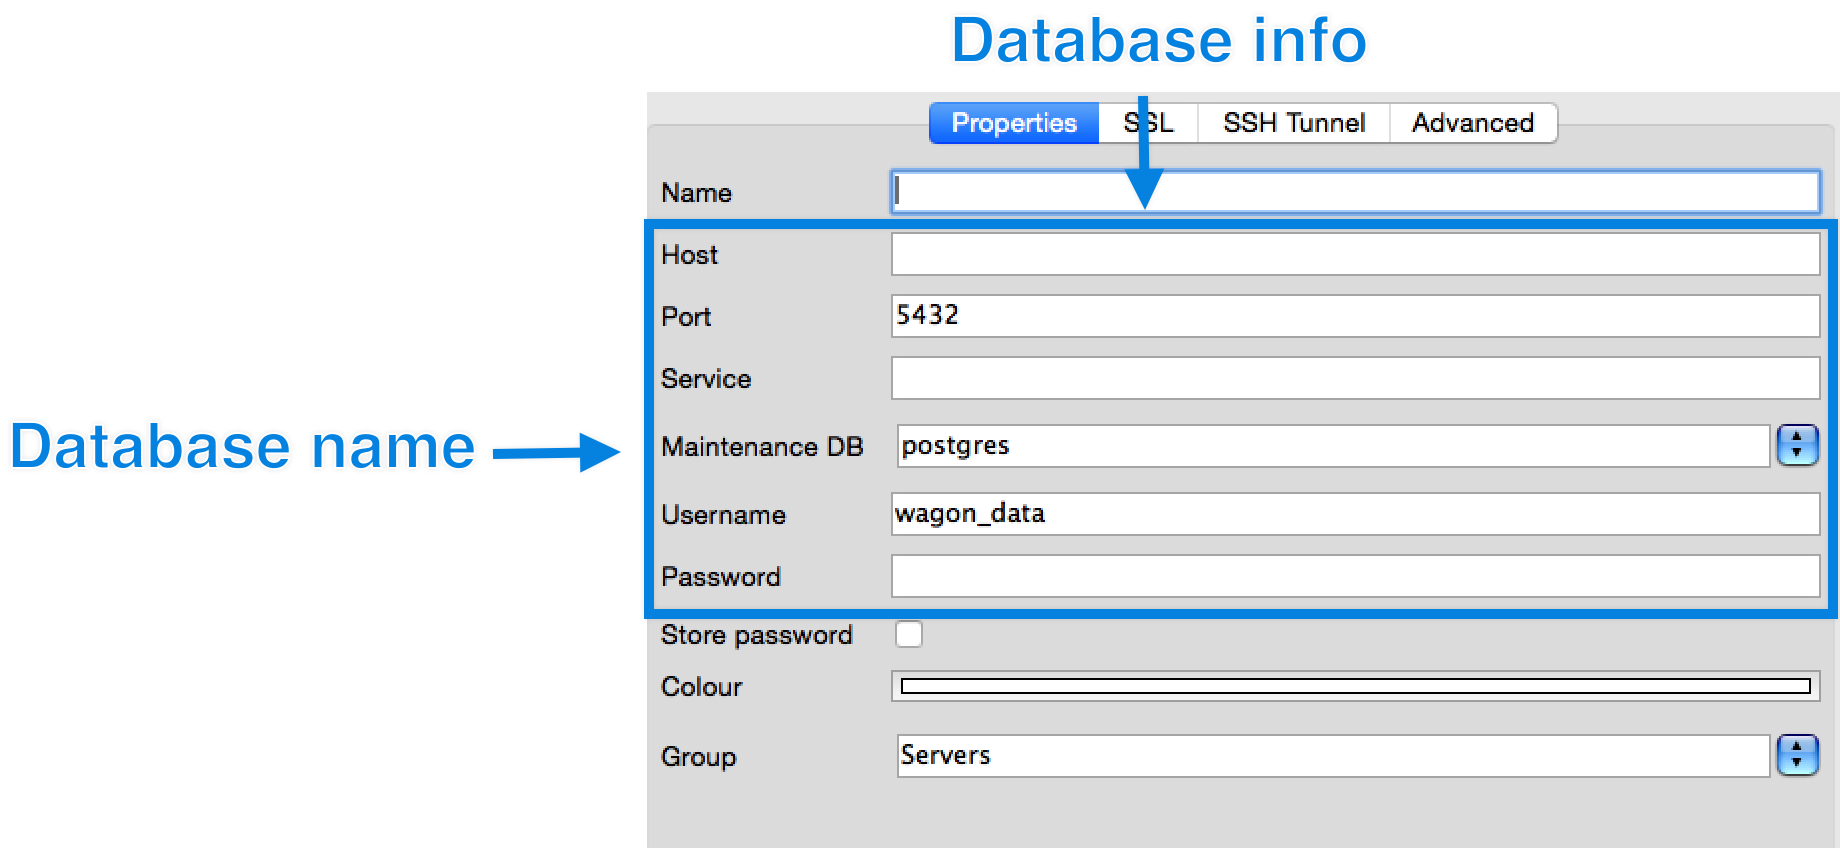 Database info
Properties SSL SSH Tunnel Advanced
Name
Host
Port 5432
Service
Database name
Maintenance DB postgres
Username wagon_data
Password
Store password
Colour
Group Servers